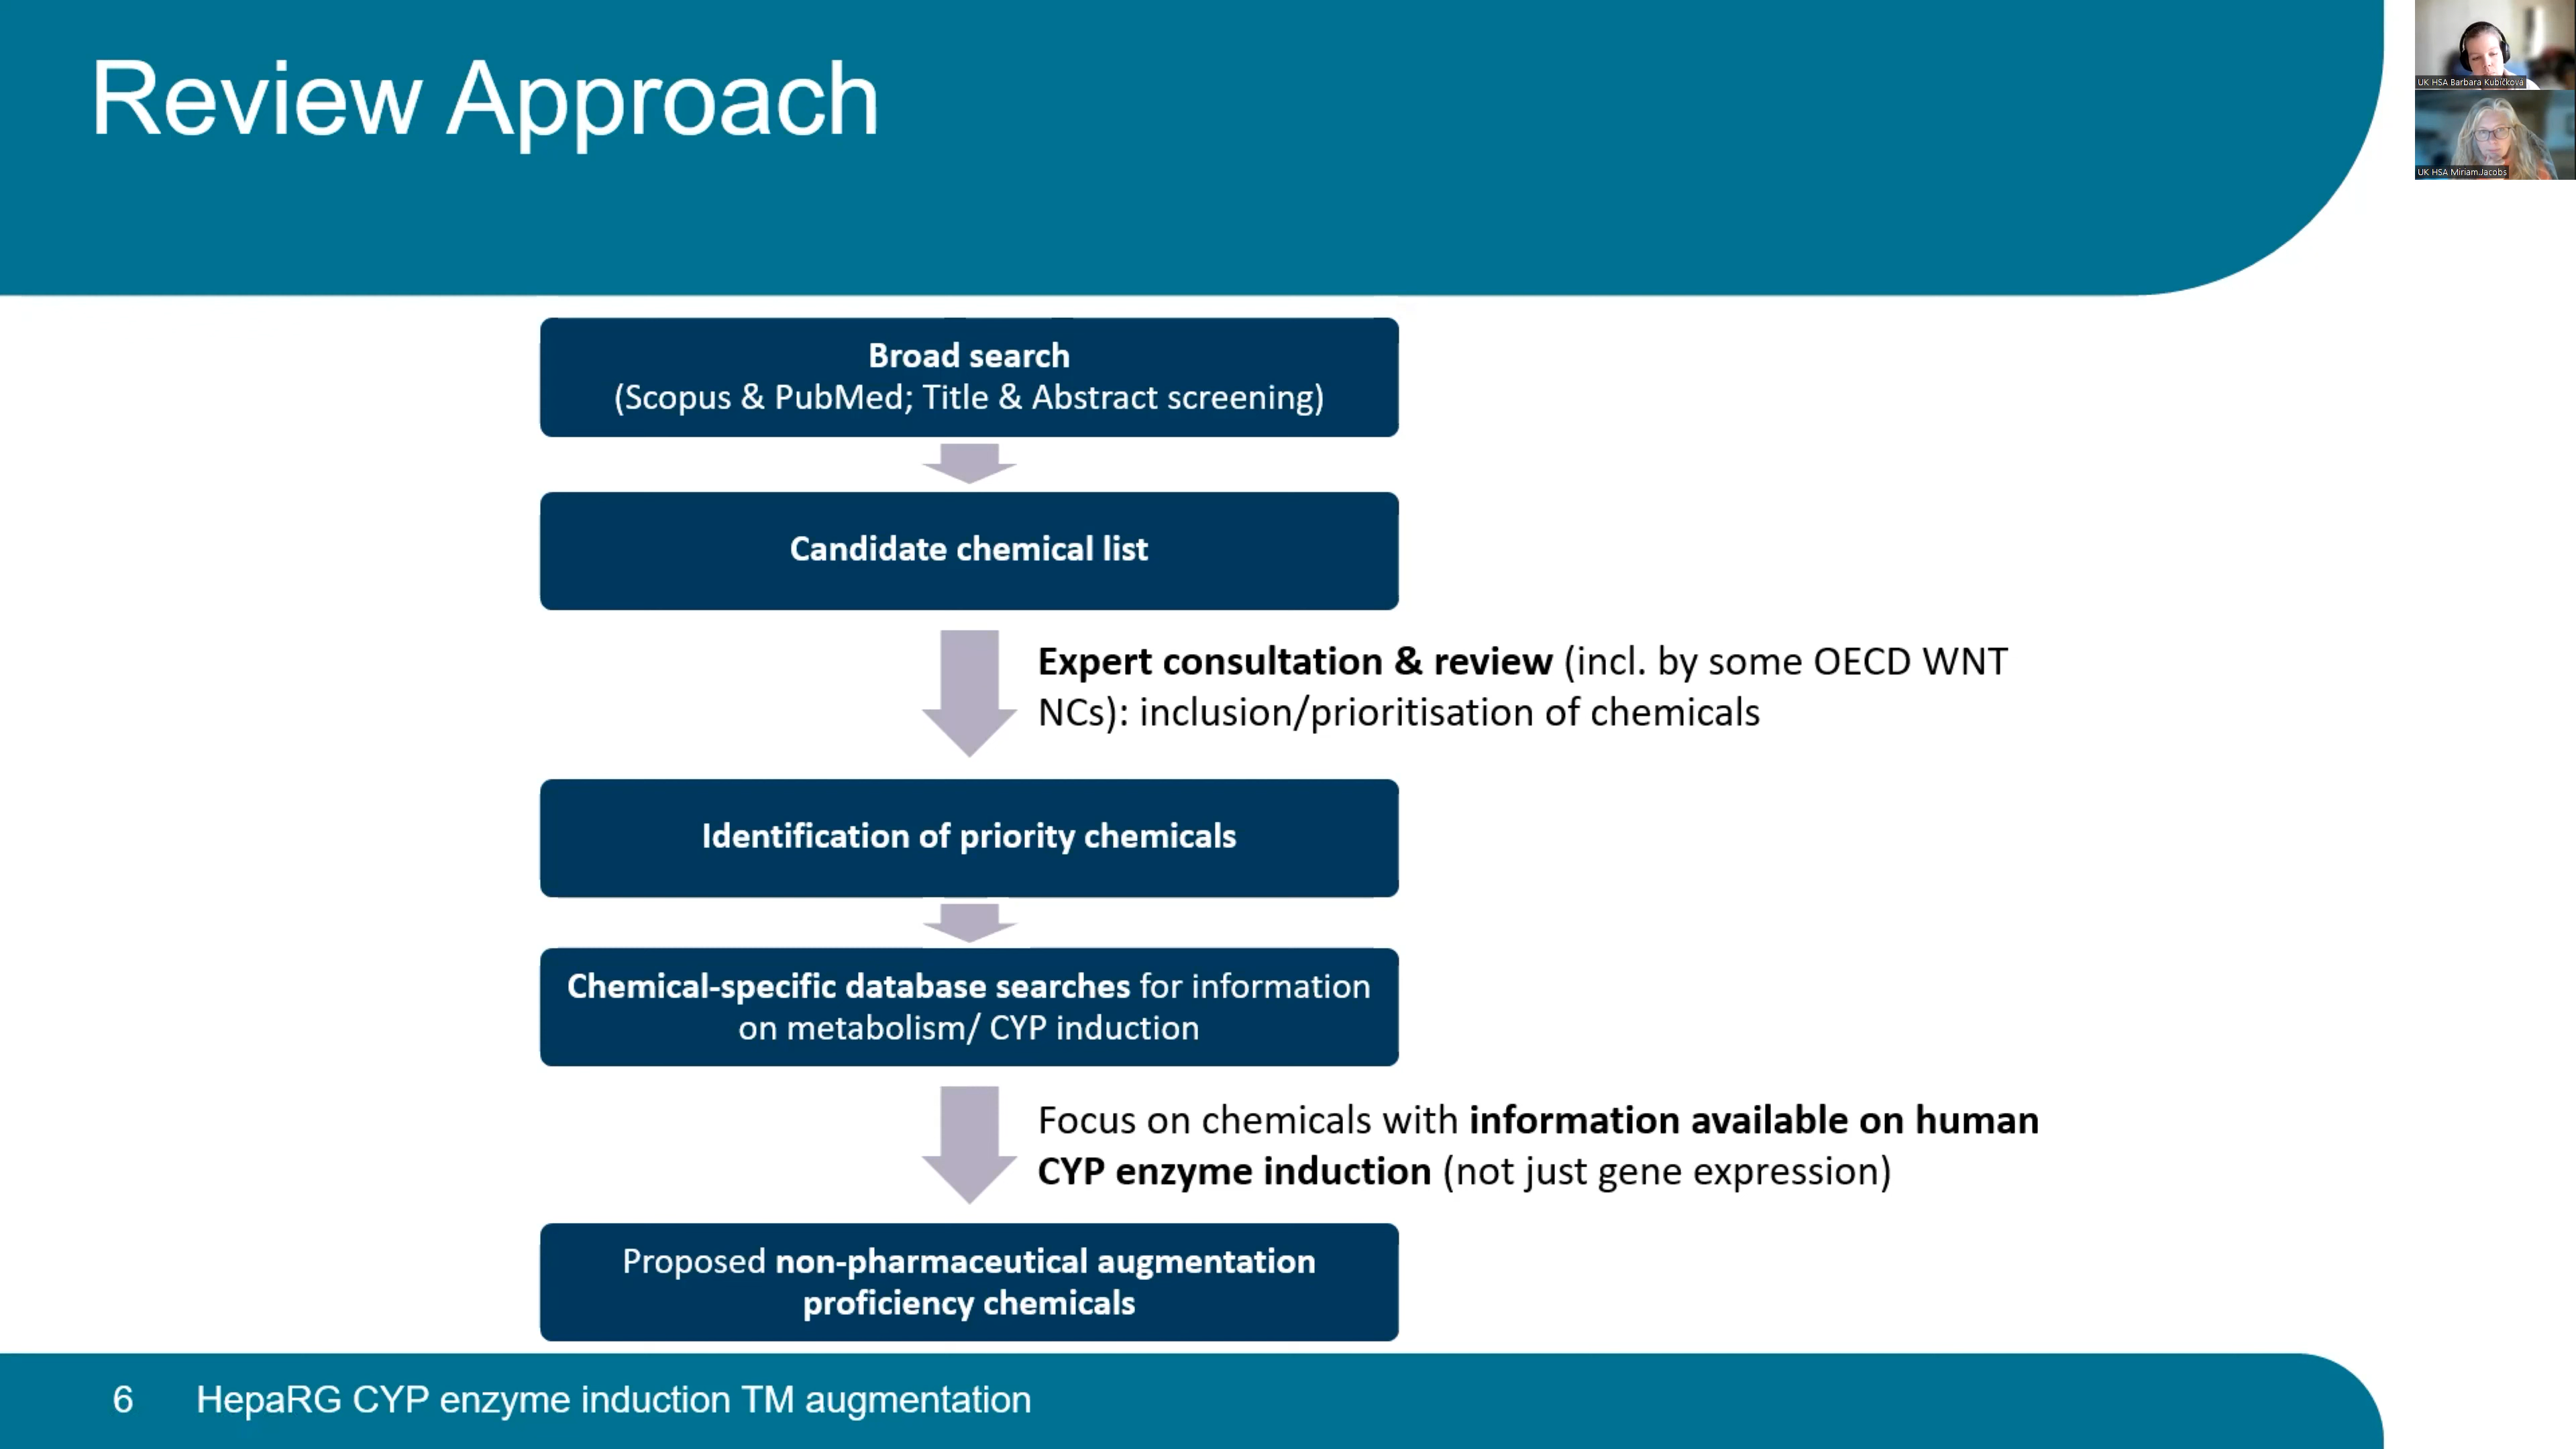 Review Approach
UK HSA Barbara Kubičková
UK HSA MiriamJacobs
Broad search
(Scopus & PubMed; Title & Abstract screening)
Candidate chemical list
Expert consultation & review (incl. by some OECD WNT
NCs): inclusion/prioritisation of chemicals
Identification of priority chemicals
Chemical-specific database searches for information
on metabolism/ CYP induction
Focus on chemicals with information available on human
CYP enzyme induction (not just gene expression)
Proposed non-pharmaceutical augmentation
proficiency chemicals
6 HepaRG CYP enzyme induction TM augmentation